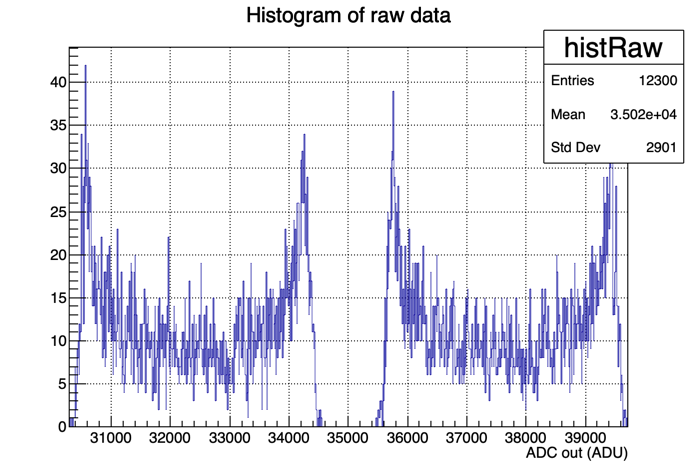 Histogram of raw data
histRaw
Entries 12300
Mean 3.502e+04
Std Dev 2901
40
35
30
25
20
15
10
5
0
31000 32000 33000 34000 35000 36000 37000 38000 39000
ADC out (ADU)